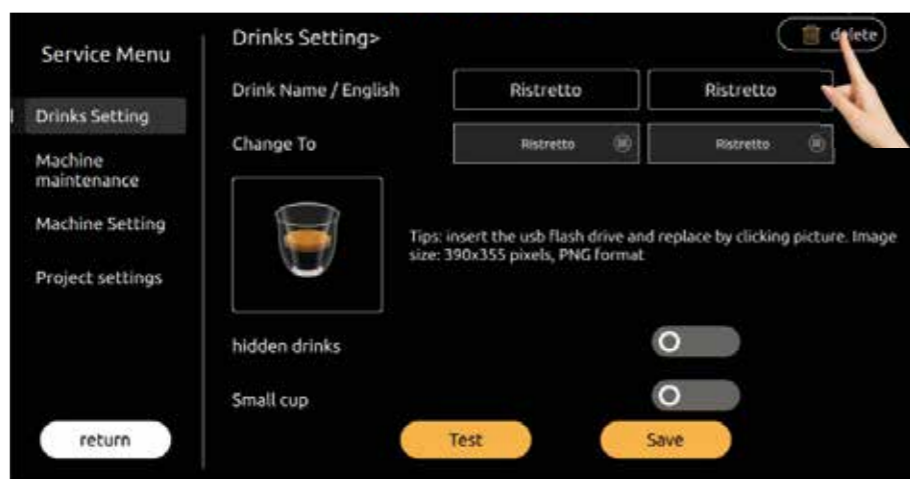 Service Menu
Drinks Setting
Machine
maintenance
Machine Setting
Project settings
return
Drinks Setting>
delete
Drink Name / English
Ristretto
Ristretto
Change To
Ristretto
Ristretto
Tips: insert the usb flash drive and replace by clicking picture. Image
size: 390x355 pixels, PNG format
hidden drinks
Small cup
Test
Save